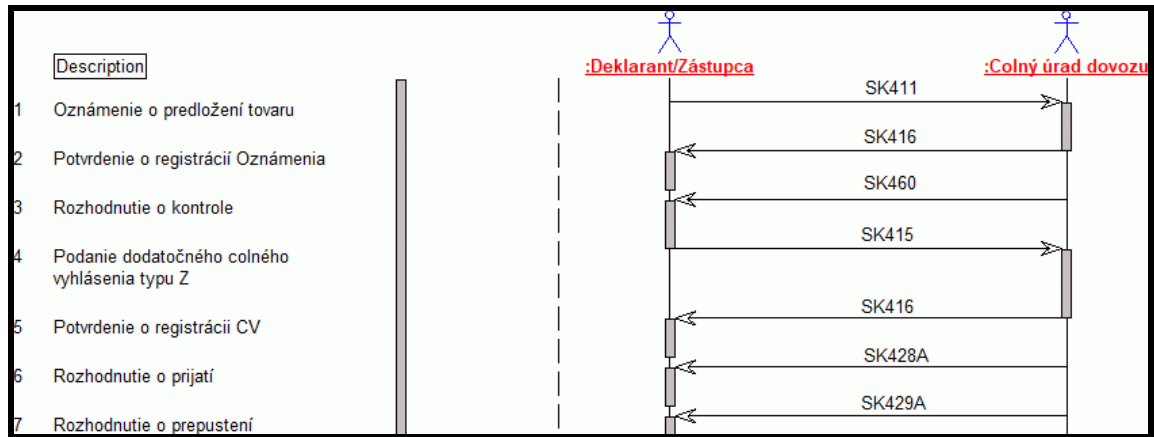 Description
:Deklarant/Zástupca
:Colný úrad dovozu
SK411
1 Oznámenie o predložení tovaru
SK416
2 Potvrdenie o registrácií Oznámenia
SK460
3 Rozhodnutie o kontrole
SK415
4 Podanie dodatočného colného
vyhlásenia typu Z
SK416
5 Potvrdenie o registrácii CV
SK428A
6 Rozhodnutie o prijatí
SK429A
7 Rozhodnutie o prepustení